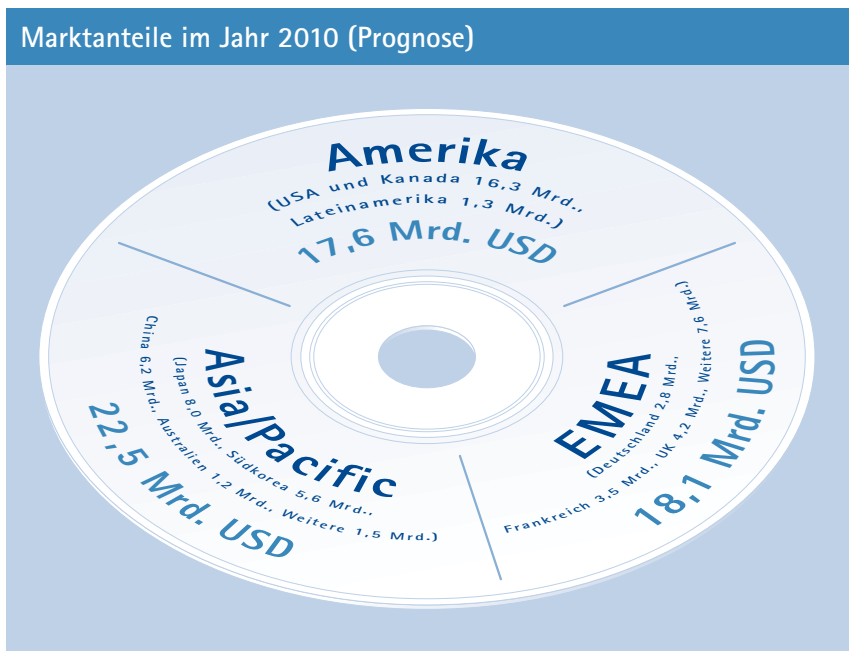 Marktanteile im Jahr 2010 (Prognose)
Amerika
(USA und Kanada 16,3 Mrd.,
Lateinamerika 1,3 Mrd.)
17,6 Mrd. USD
Asia/Pacific
(Japan 8,0 Mrd., Südkorea 5,6 Mrd.,
China 6,2 Mrd., Australien 1,2 Mrd., Weitere 1,5 Mrd.)
22,5 Mrd. USD
EMEA
(Deutschland 2,8 Mrd.,
Frankreich 3,5 Mrd., UK 4,2 Mrd., Weitere 7,6 Mrd.)
18,1 Mrd. USD